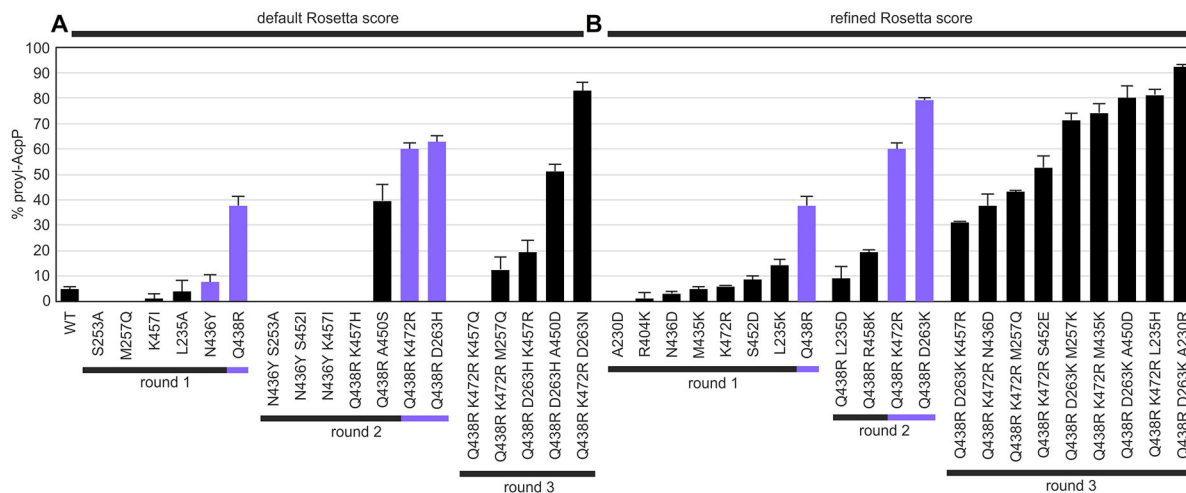 A
default Rosetta score
B
refined Rosetta score
% proyl-AcpP
100
90
80
70
60
50
40
30
20
10
0
WT
S253A
M257Q
K457I
L235A
N436Y
Q438R
N436Y S253A
N436Y S452I
N436Y K457I
Q438R K457H
Q438R A450S
Q438R K472R
Q438R D263H
Q438R K472R K457Q
Q438R K472R M257Q
Q438R D263H K457R
Q438R D263H A450D
Q438R K472R D263N
A230D
R404K
N436D
M435K
K472R
S452D
L235K
Q438R
Q438R L235D
Q438R R458K
Q438R K472R
Q438R D263K
Q438R D263K K457R
Q438R K472R N436D
Q438R K472R M257Q
Q438R K472R S452E
Q438R D263K M257K
Q438R K472R M435K
Q438R D263K A450D
Q438R K472R L235H
Q438R D263K A230R
round 1
round 2
round 3
round 1
round 2
round 3